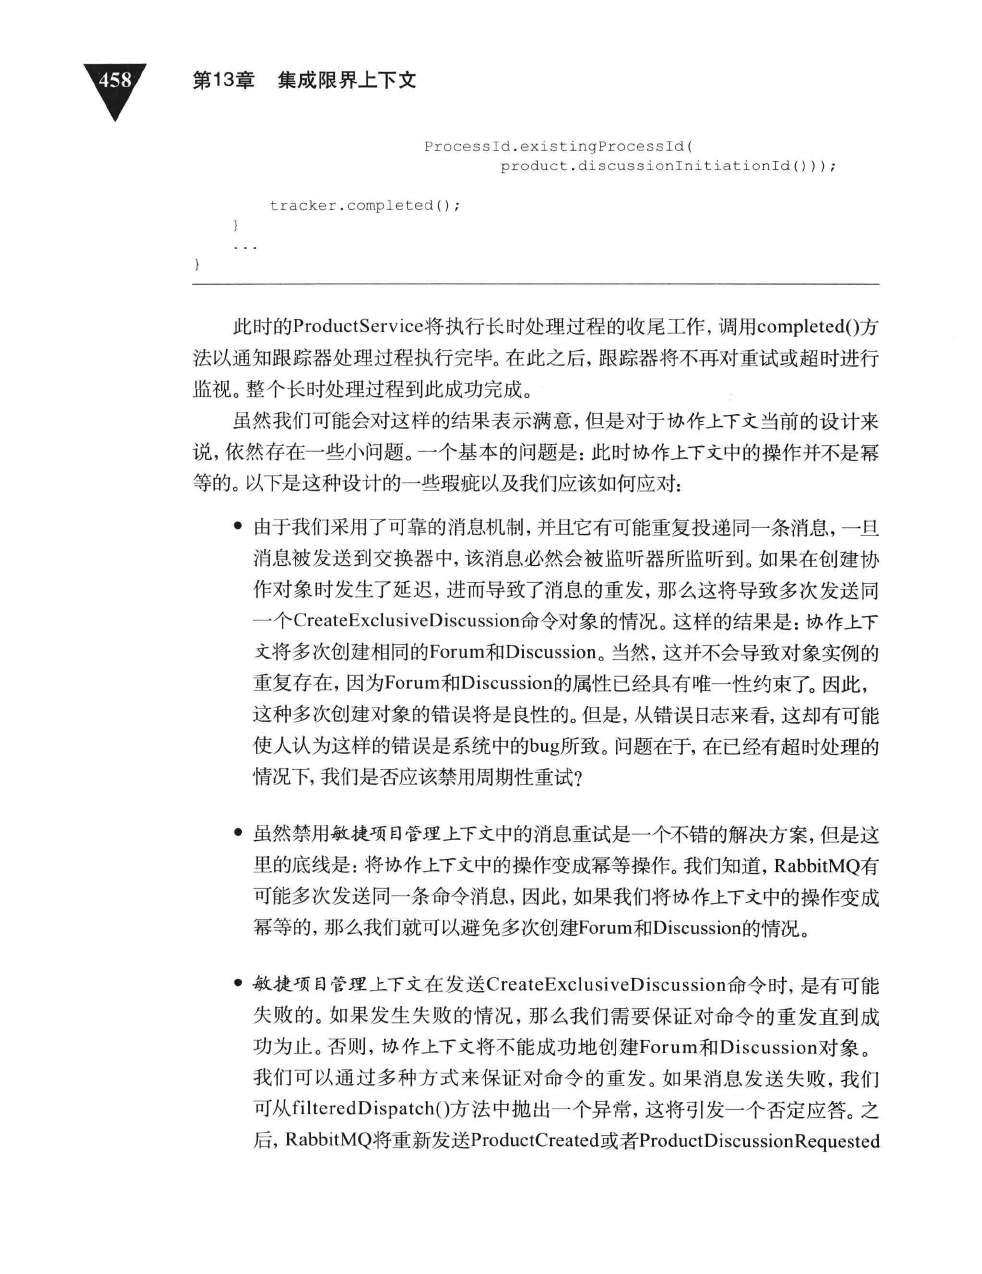 458
第13章 集成限界上下文
ProcessId.existingProcessId(
product.discussionInitiationId()));
tracker.completed();
}
...
}
此时的ProductService将执行长时处理过程的收尾工作，调用completed()方
法以通知跟踪器处理过程执行完毕。在此之后，跟踪器将不再对重试或超时进行
监视。整个长时处理过程到此成功完成。
虽然我们可能会对这样的结果表示满意，但是对于协作上下文当前的设计来
说，依然存在一些小问题。一个基本的问题是：此时协作上下文中的操作并不是幂
等的。以下是这种设计的一些瑕疵以及我们应该如何应对：
● 由于我们采用了可靠的消息机制，并且它有可能重复投递同一条消息，一旦
消息被发送到交换器中，该消息必然会被监听器所监听到。如果在创建协
作对象时发生了延迟，进而导致了消息的重发，那么这将导致多次发送同
一个CreateExclusiveDiscussion命令对象的情况。这样的结果是：协作上下
文将多次创建相同的Forum和Discussion。当然，这并不会导致对象实例的
重复存在，因为Forum和Discussion的属性已经具有唯一性约束了。因此，
这种多次创建对象的错误将是良性的。但是，从错误日志来看，这却有可能
使人认为这样的错误是系统中的bug所致。问题在于，在已经有超时处理的
情况下，我们是否应该禁用周期性重试？
● 虽然禁用敏捷项目管理上下文中的消息重试是一个不错的解决方案，但是这
里的底线是：将协作上下文中的操作变成幂等操作。我们知道，RabbitMQ有
可能多次发送同一条命令消息，因此，如果我们将协作上下文中的操作变成
幂等的，那么我们就可以避免多次创建Forum和Discussion的情况。
● 敏捷项目管理上下文在发送CreateExclusiveDiscussion命令时，是有可能
失败的。如果发生失败的情况，那么我们需要保证对命令的重发直到成
功为止。否则，协作上下文将不能成功地创建Forum和Discussion对象。
我们可以通过多种方式来保证对命令的重发。如果消息发送失败，我们
可从filteredDispatch()方法中抛出一个异常，这将引发一个否定应答。之
后，RabbitMQ将重新发送ProductCreated或者ProductDiscussionRequested